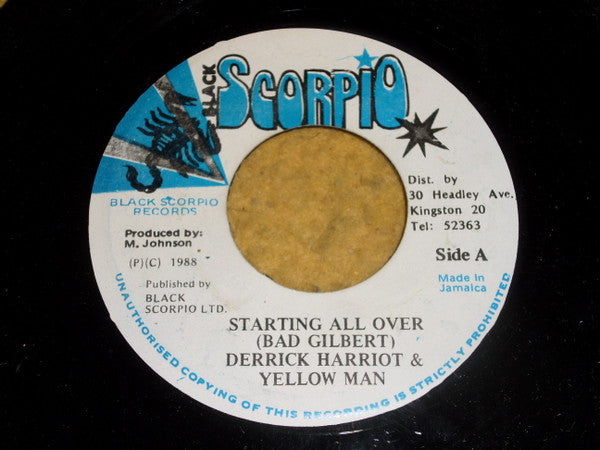 BLACK
SCORPIO
BLACK SCORPIO
RECORDS
Produced by:
M. Johnson
(P)(C) 1988
Published by
BLACK
SCORPIO LTD.
Dist. by
30 Headley Ave.
Kingston 20
Tel: 52363
Side A
Made in
Jamaica
STARTING ALL OVER
(BAD GILBERT)
DERRICK HARRIOT &
YELLOW MAN
UNAUTHORISED COPYING OF THIS RECORDING IS STRICTLY PROHIBITED